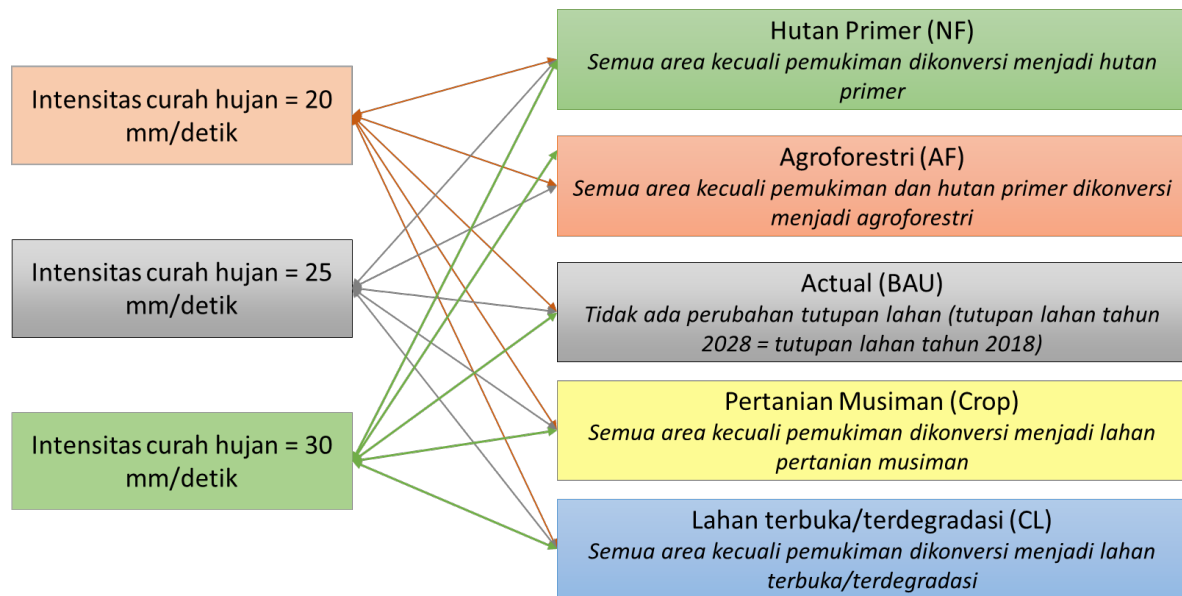 Intensitas curah hujan = 20
mm/detik
Intensitas curah hujan = 25
mm/detik
Intensitas curah hujan = 30
mm/detik
Hutan Primer (NF)
Semua area kecuali pemukiman dikonversi menjadi hutan
primer
Agroforestri (AF)
Semua area kecuali pemukiman dan hutan primer dikonversi
menjadi agroforestri
Actual (BAU)
Tidak ada perubahan tutupan lahan (tutupan lahan tahun
2028 = tutupan lahan tahun 2018)
Pertanian Musiman (Crop)
Semua area kecuali pemukiman dikonversi menjadi lahan
pertanian musiman
Lahan terbuka/terdegradasi (CL)
Semua area kecuali pemukiman dikonversi menjadi lahan
terbuka/terdegradasi